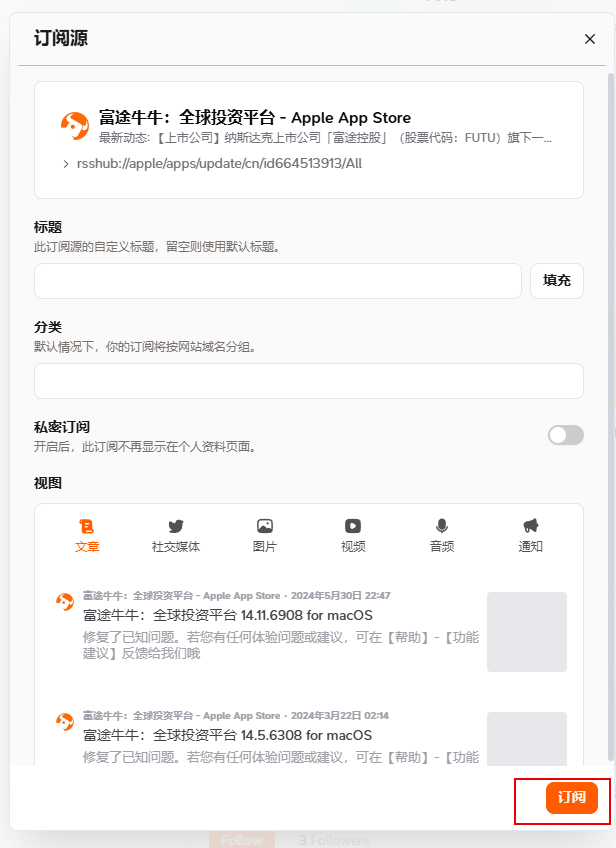 订阅源
富途牛牛：全球投资平台 - Apple App Store
最新动态:【上市公司】纳斯达克上市公司「富途控股」（股票代码：FUTU）旗下一...
rsshub://apple/apps/update/cn/id664513913/All
标题
此订阅源的自定义标题，留空则使用默认标题。
填充
分类
默认情况下，你的订阅将按网站域名分组。
私密订阅
开启后，此订阅不再显示在个人资料页面。
视图
文章 社交媒体 图片 视频 音频 通知
富途牛牛：全球投资平台 - Apple App Store · 2024年5月30日 22:47
富途牛牛：全球投资平台 14.11.6908 for macOS
修复了已知问题。若您有任何体验问题或建议，可在【帮助】-【功能
建议】反馈给我们哦
富途牛牛：全球投资平台 - Apple App Store · 2024年3月22日 02:14
富途牛牛：全球投资平台 14.5.6308 for macOS
修复了已知问题。若您有任何体验问题或建议，可在【帮助】-【功能
订阅
Follow 3 Followers